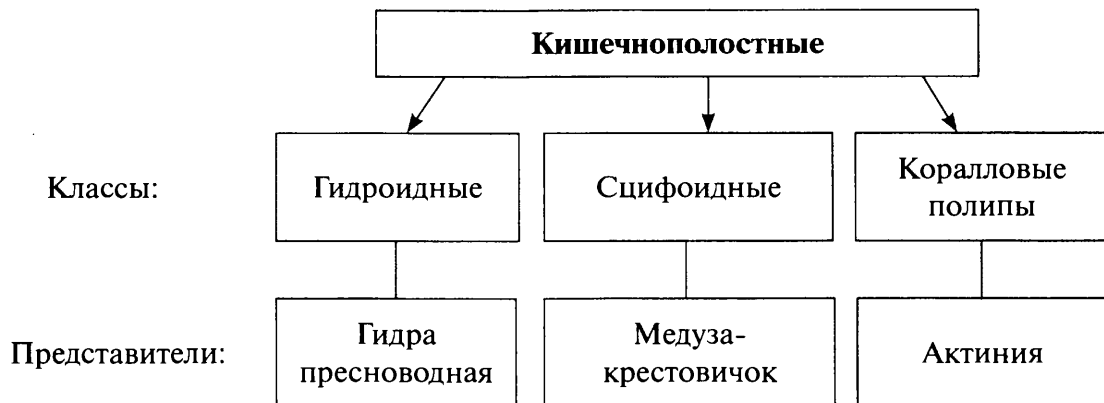 Кишечнополостные
Классы:
Гидроидные
Сцифоидные
Коралловые
полипы
Представители:
Гидра
пресноводная
Медуза-
крестовичок
Актиния